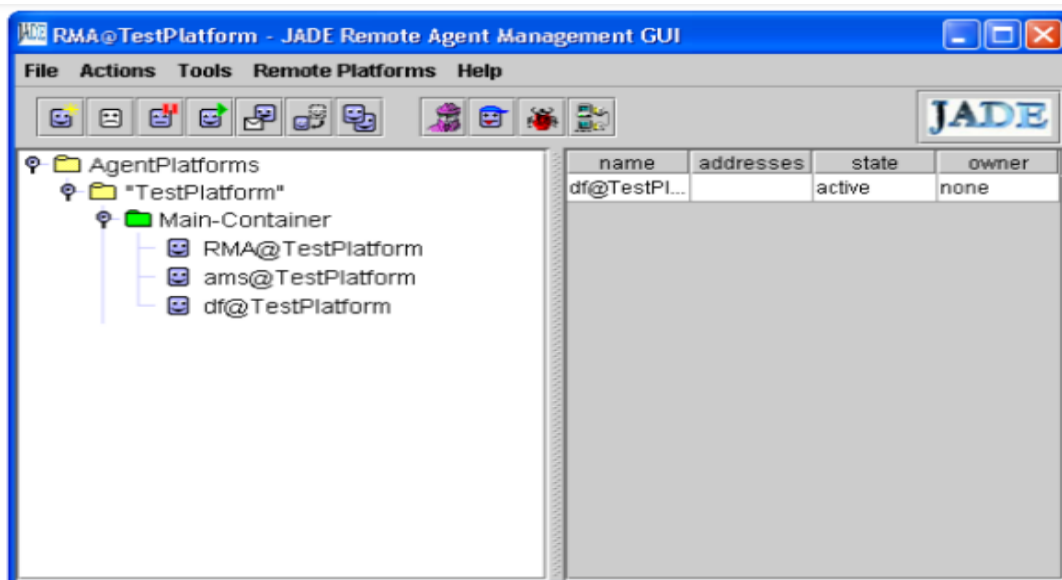 JADE RMA@TestPlatform - JADE Remote Agent Management GUI
File Actions Tools Remote Platforms Help
JADE
AgentPlatforms
"TestPlatform"
Main-Container
RMA@TestPlatform
ams@TestPlatform
df@TestPlatform
name addresses state owner
df@TestPl... active none